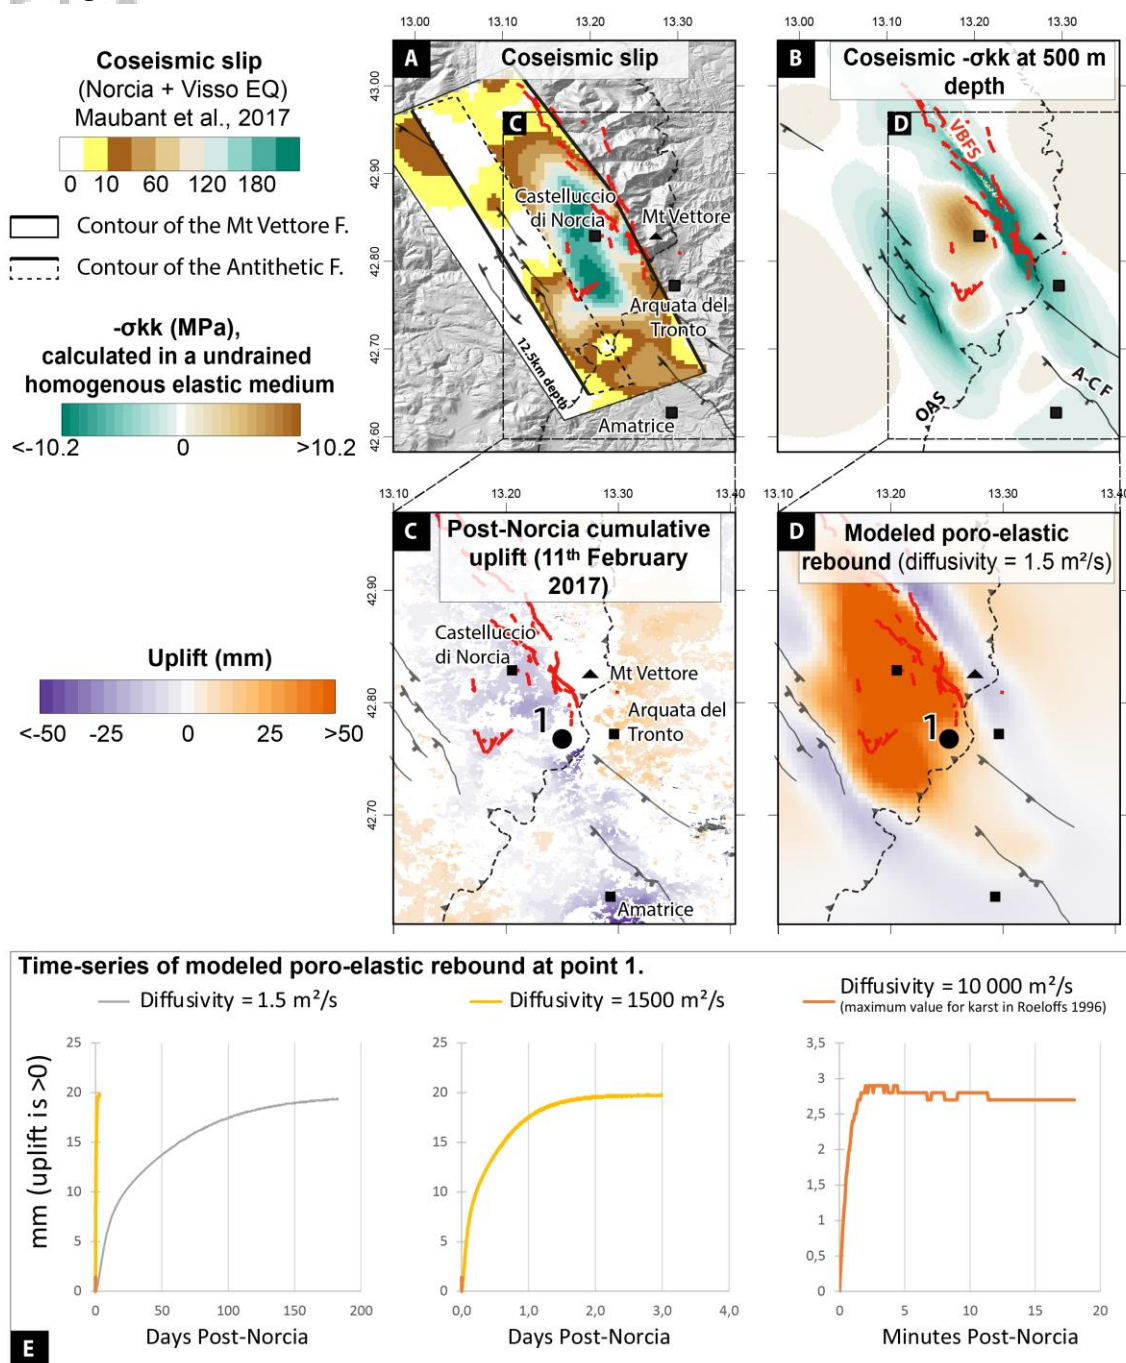 Coseismic slip
(Norcia + Visso EQ)
Maubant et al., 2017
0 10 60 120 180
Contour of the Mt Vettore F.
Contour of the Antithetic F.
-σkk (MPa),
calculated in a undrained
homogenous elastic medium
<-10.2 0 >10.2
Uplift (mm)
<-50 -25 0 25 >50
13.00 13.10 13.20 13.30
A
Coseismic slip
43.00
42.90
42.80
42.70
42.60
C
Castelluccio
di Norcia
Mt Vettore
Arquata del
Tronto
12.5km depth
Amatrice
13.00 13.10 13.20 13.30
B
Coseismic -σkk at 500 m
depth
D
VBFS
OAS
A-C F
13.10 13.20 13.30 13.40
C
Post-Norcia cumulative
uplift (11th February
2017)
42.90
42.80
42.70
Castelluccio
di Norcia
Mt Vettore
1
Arquata del
Tronto
Amatrice
13.10 13.20 13.30 13.40
D
Modeled poro-elastic
rebound (diffusivity = 1.5 m²/s)
1
Time-series of modeled poro-elastic rebound at point 1.
Diffusivity = 1.5 m²/s
Diffusivity = 1500 m²/s
Diffusivity = 10 000 m²/s
(maximum value for karst in Roeloffs 1996)
mm (uplift is >0)
25
20
15
10
5
0
0 50 100 150 200
Days Post-Norcia
25
20
15
10
5
0
0,0 1,0 2,0 3,0 4,0
Days Post-Norcia
3,5
3
2,5
2
1,5
1
0,5
0
0 5 10 15 20
Minutes Post-Norcia
E